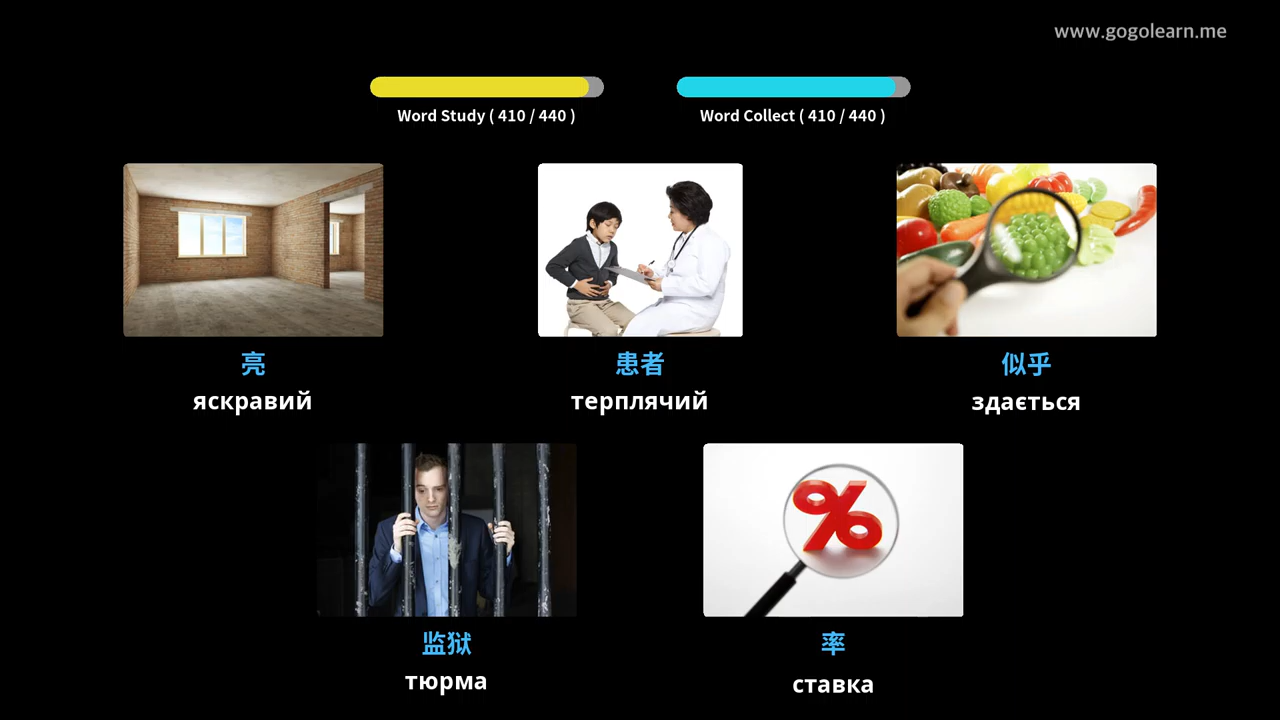 www.gogolearn.me
Word Study ( 410 / 440 )
Word Collect ( 410 / 440 )
亮
яскравий
患者
терплячий
似乎
здається
监狱
тюрма
率
ставка